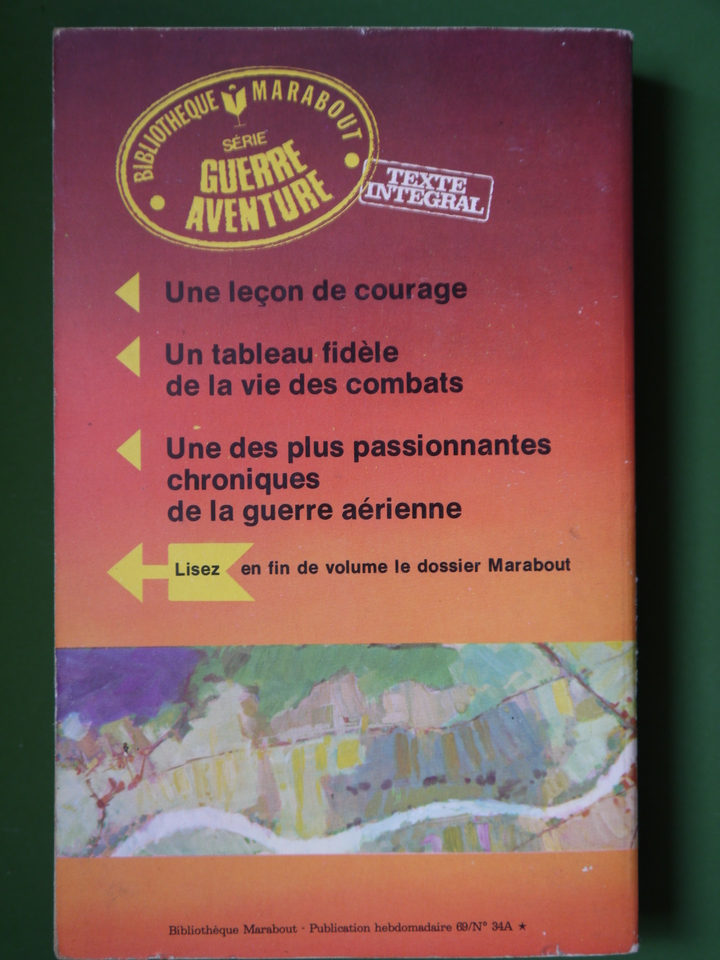 BIBLIOTHEQUE MARABOUT
SÉRIE
GUERRE
AVENTURE
TEXTE
INTEGRAL
Une leçon de courage
Un tableau fidèle
de la vie des combats
Une des plus passionnantes
chroniques
de la guerre aérienne
Lisez en fin de volume le dossier Marabout
Bibliothèque Marabout - Publication hebdomadaire 69/N° 34A ★